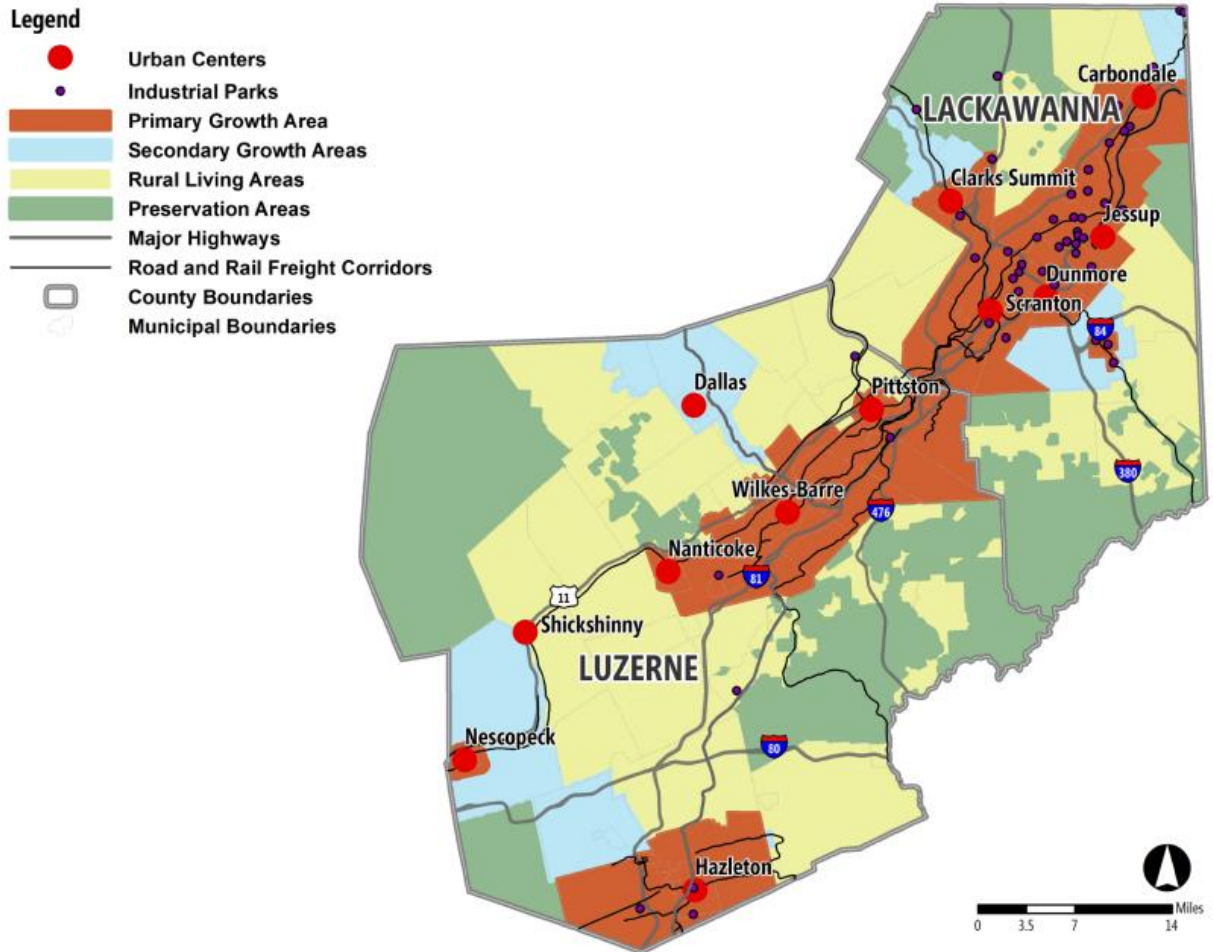 Legend
Urban Centers
Industrial Parks
Primary Growth Area
Secondary Growth Areas
Rural Living Areas
Preservation Areas
Major Highways
Road and Rail Freight Corridors
County Boundaries
Municipal Boundaries
Carbondale
LACKAWANNA
Clarks Summit
Jessup
Dunmore
Scranton
84
Dallas
Pittston
380
Wilkes-Barre
476
Nanticoke
81
11
Shickshinny
LUZERNE
Nescopeck
80
Hazleton
Miles
0 3.5 7 14